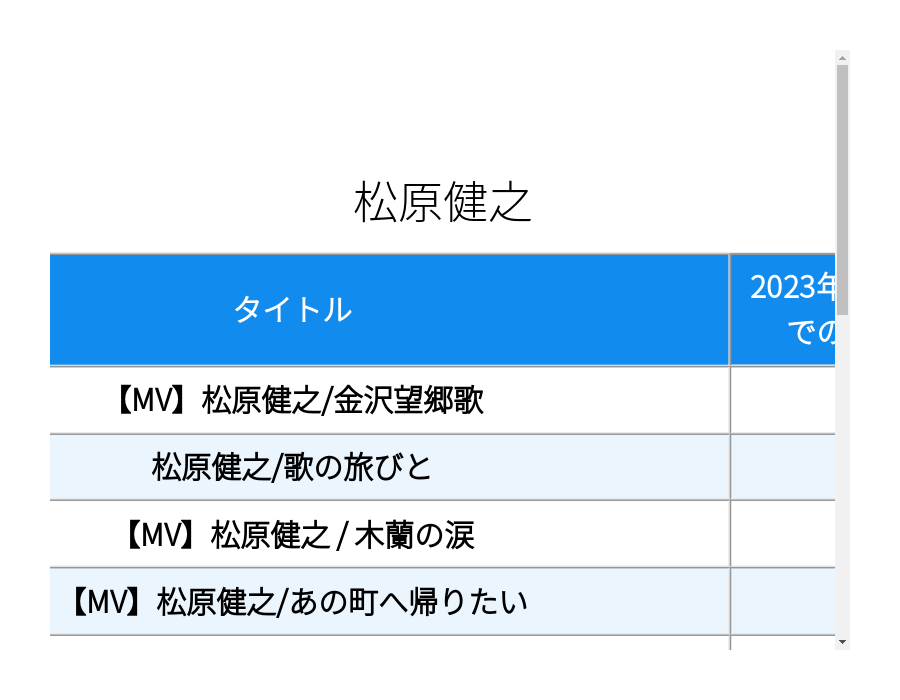 松原健之
タイトル
2023年
での
【MV】松原健之/金沢望郷歌
松原健之/歌の旅びと
【MV】松原健之 / 木蘭の涙
【MV】松原健之/あの町へ帰りたい